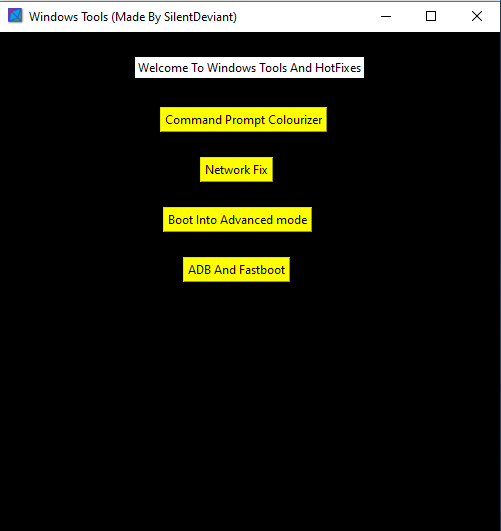 Windows Tools (Made By SilentDeviant)
Welcome To Windows Tools And HotFixes
Command Prompt Colourizer
Network Fix
Boot Into Advanced mode
ADB And Fastboot